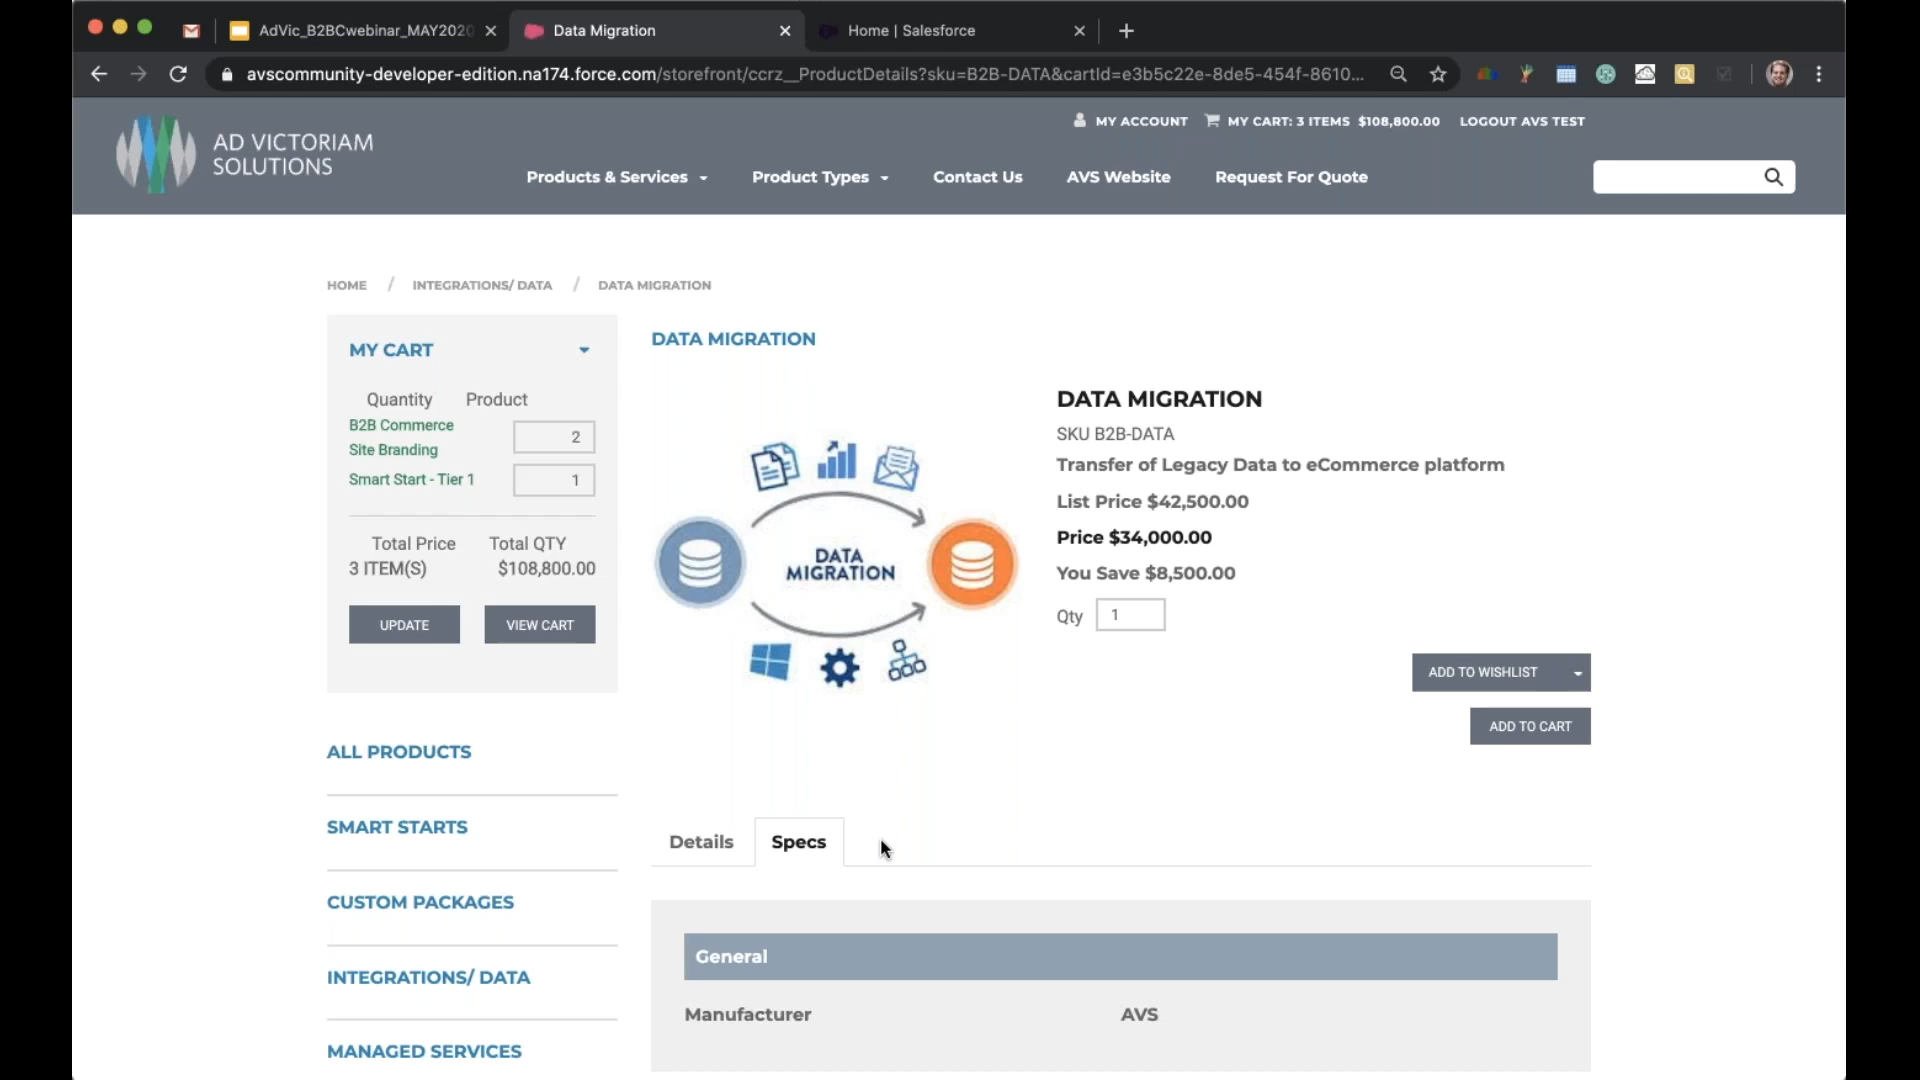 AdVic_B2BCwebinar_MAY2020
Data Migration
Home | Salesforce
avscommunity-developer-edition.na174.force.com/storefront/ccrz__ProductDetails?sku=B2B-DATA&cartId=e3b5c22e-8de5-454f-8610...
MY ACCOUNT MY CART: 3 ITEMS $108,800.00 LOGOUT AVS TEST
AD VICTORIAM
SOLUTIONS
Products & Services Product Types Contact Us AVS Website Request For Quote
HOME / INTEGRATIONS/ DATA / DATA MIGRATION
MY CART
Quantity Product
B2B Commerce
Site Branding
2
Smart Start - Tier 1
1
Total Price Total QTY
3 ITEM(S) $108,800.00
UPDATE VIEW CART
ALL PRODUCTS
SMART STARTS
CUSTOM PACKAGES
INTEGRATIONS/ DATA
MANAGED SERVICES
DATA MIGRATION
DATA
MIGRATION
DATA MIGRATION
SKU B2B-DATA
Transfer of Legacy Data to eCommerce platform
List Price $42,500.00
Price $34,000.00
You Save $8,500.00
Qty 1
ADD TO WISHLIST
ADD TO CART
Details Specs
General
Manufacturer AVS